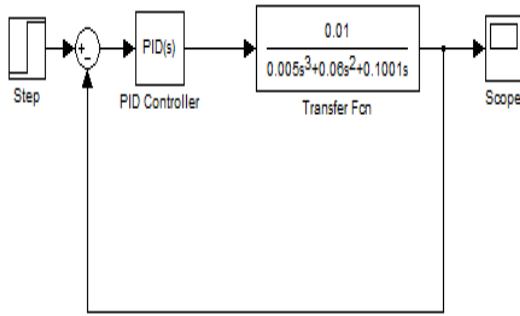 Step
+
-
PID(s)
PID Controller
0.01
0.005s³+0.06s²+0.1001s
Transfer Fcn
Scope